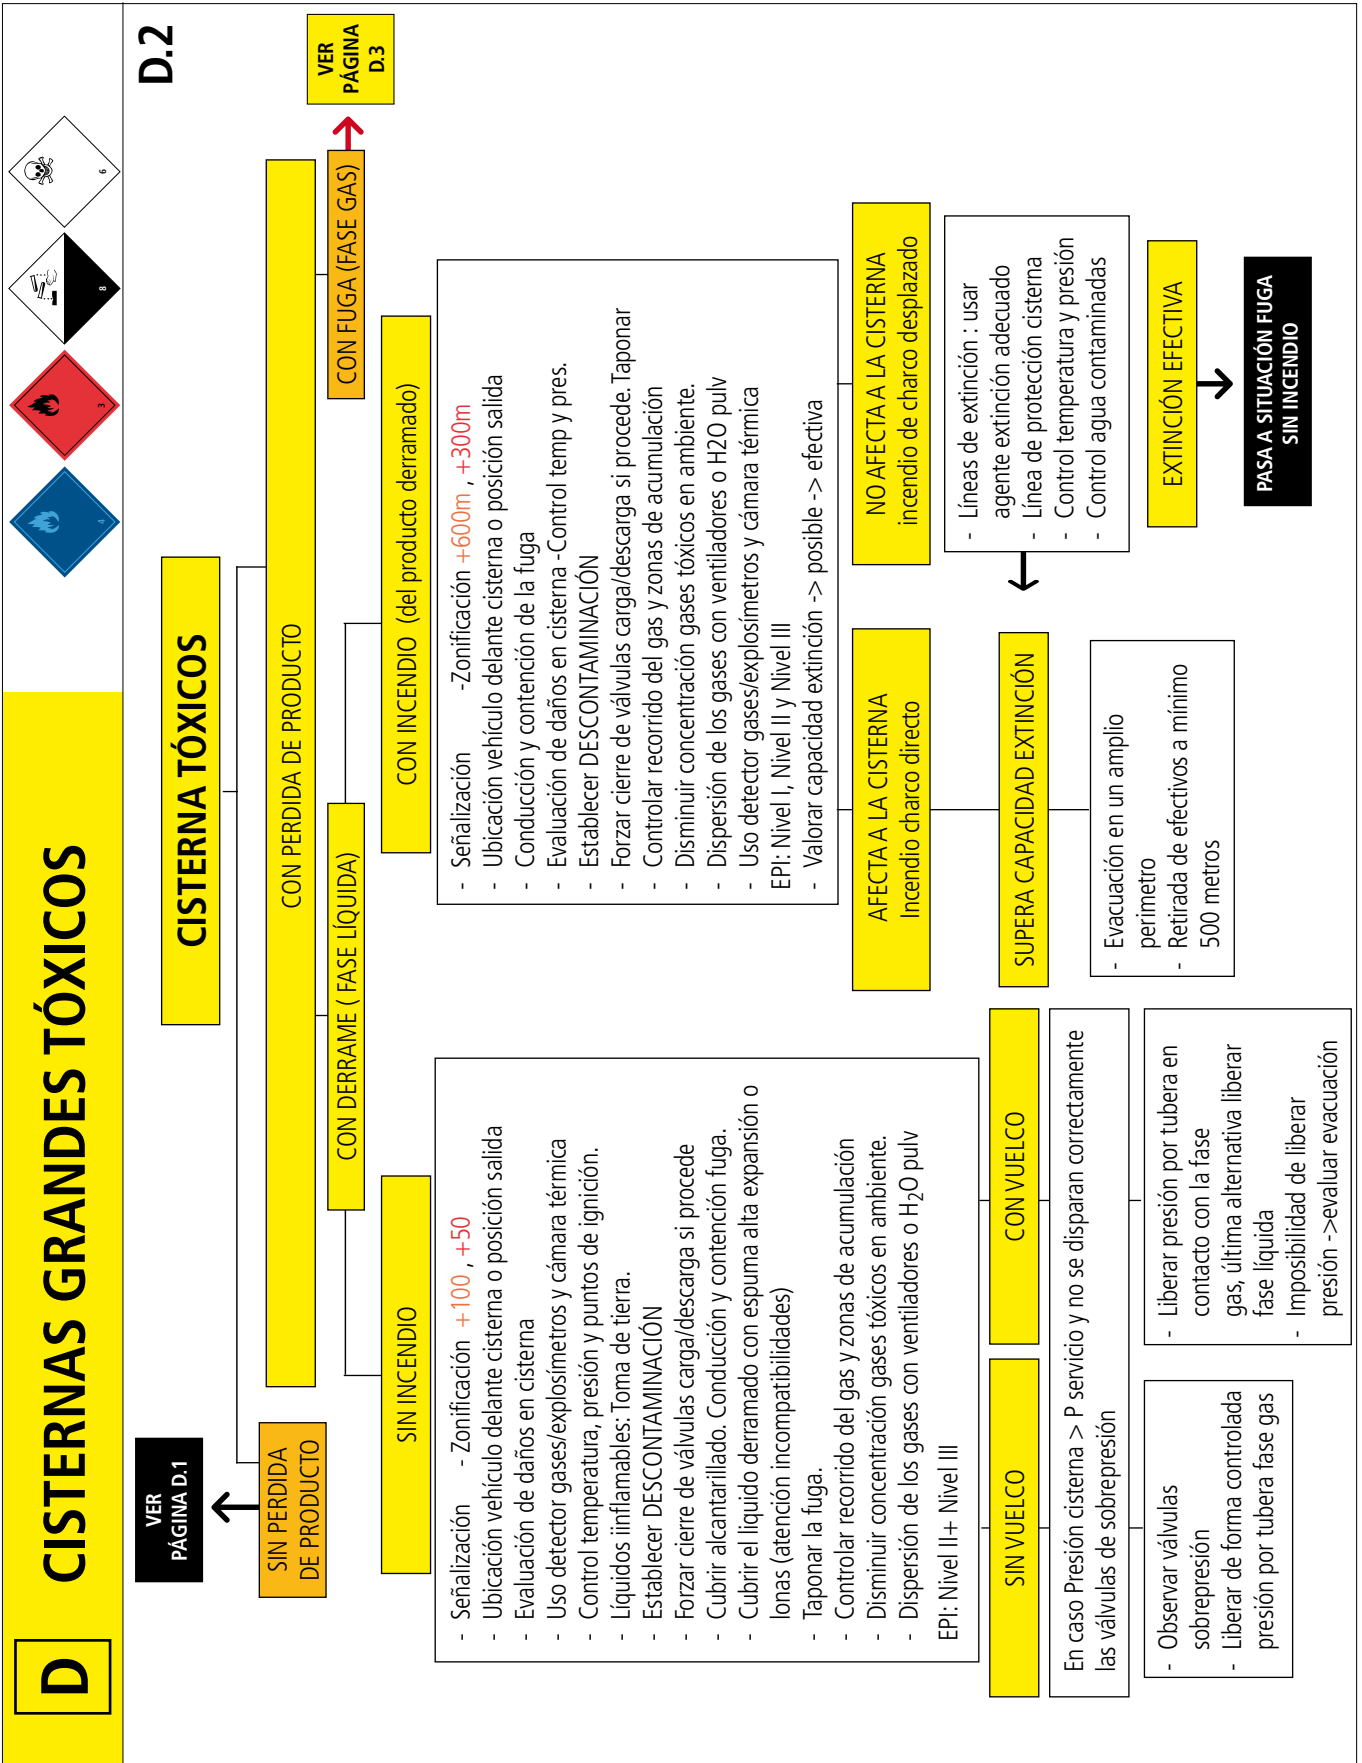 D
CISTERNAS GRANDES TÓXICOS
4
3
8
6
D.2
CISTERNA TÓXICOS
VER
PÁGINA D.1
SIN PERDIDA
DE PRODUCTO
CON PERDIDA DE PRODUCTO
CON DERRAME ( FASE LÍQUIDA)
CON FUGA (FASE GAS)
VER
PÁGINA
D.3
SIN INCENDIO
- Señalización - Zonificación +100 , +50
- Ubicación vehículo delante cisterna o posición salida
- Evaluación de daños en cisterna
- Uso detector gases/explosímetros y cámara térmica
- Control temperatura, presión y puntos de ignición.
- Líquidos iinflamables: Toma de tierra.
- Establecer DESCONTAMINACIÓN
- Forzar cierre de válvulas carga/descarga si procede
- Cubrir alcantarillado. Conducción y contención fuga.
- Cubrir el liquido derramado con espuma alta expansión o
lonas (atención incompatibilidades)
- Taponar la fuga.
- Controlar recorrido del gas y zonas de acumulación
- Disminuir concentración gases tóxicos en ambiente.
- Dispersión de los gases con ventiladores o H2O pulv
EPI: Nivel II+ Nivel III
CON INCENDIO (del producto derramado)
- Señalización -Zonificación +600m , +300m
- Ubicación vehículo delante cisterna o posición salida
- Conducción y contención de la fuga
- Evaluación de daños en cisterna -Control temp y pres.
- Establecer DESCONTAMINACIÓN
- Forzar cierre de válvulas carga/descarga si procede. Taponar
- Controlar recorrido del gas y zonas de acumulación
- Disminuir concentración gases tóxicos en ambiente.
- Dispersión de los gases con ventiladores o H2O pulv
- Uso detector gases/explosímetros y cámara térmica
EPI: Nivel I, Nivel II y Nivel III
- Valorar capacidad extinción -> posible -> efectiva
SIN VUELCO
CON VUELCO
En caso Presión cisterna > P servicio y no se disparan correctamente
las válvulas de sobrepresión
- Observar válvulas
sobrepresión
- Liberar de forma controlada
presión por tubera fase gas
- Liberar presión por tubera en
contacto con la fase
gas, última alternativa liberar
fase líquida
- Imposibilidad de liberar
presión ->evaluar evacuación
AFECTA A LA CISTERNA
Incendio charco directo
SUPERA CAPACIDAD EXTINCIÓN
- Evacuación en un amplio
perimetro
- Retirada de efectivos a mínimo
500 metros
NO AFECTA A LA CISTERNA
incendio de charco desplazado
- Líneas de extinción : usar
agente extinción adecuado
- Línea de protección cisterna
- Control temperatura y presión
- Control agua contaminadas
EXTINCIÓN EFECTIVA
PASA A SITUACIÓN FUGA
SIN INCENDIO